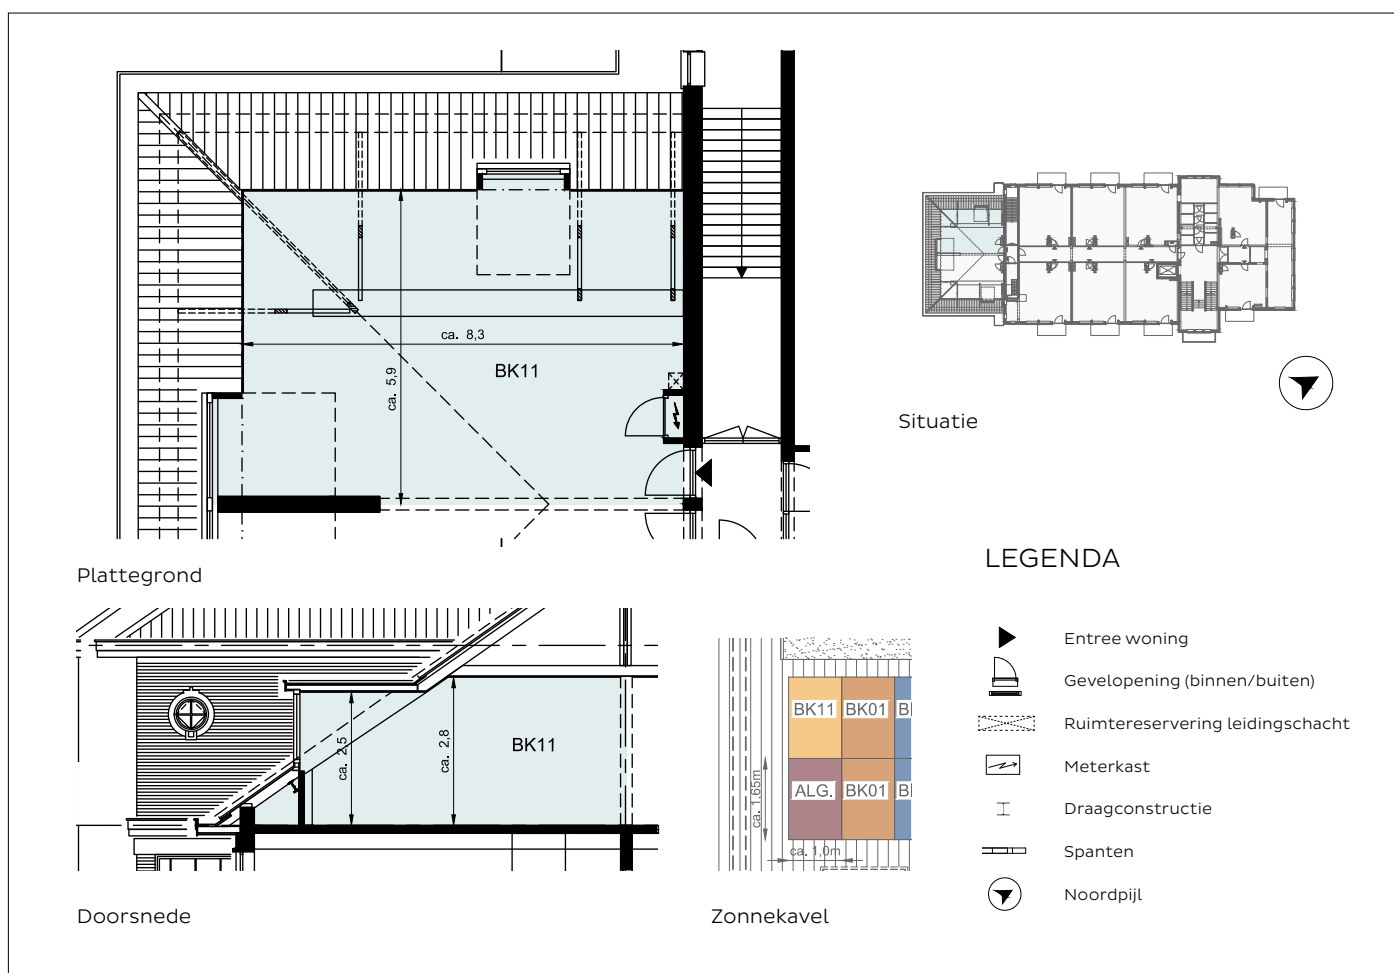 ca. 8,3
BK11
ca. 5,9
Plattegrond
Situatie
ca. 2,5
ca. 2,8
BK11
Doorsnede
BK11
BK01
BI
ALG.
BK01
BI
ca. 1,65m
ca. 1,0m
Zonnekavel
LEGENDA
Entree woning
Gevelopening (binnen/buiten)
Ruimtereservering leidingschacht
Meterkast
Draagconstructie
Spanten
Noordpijl